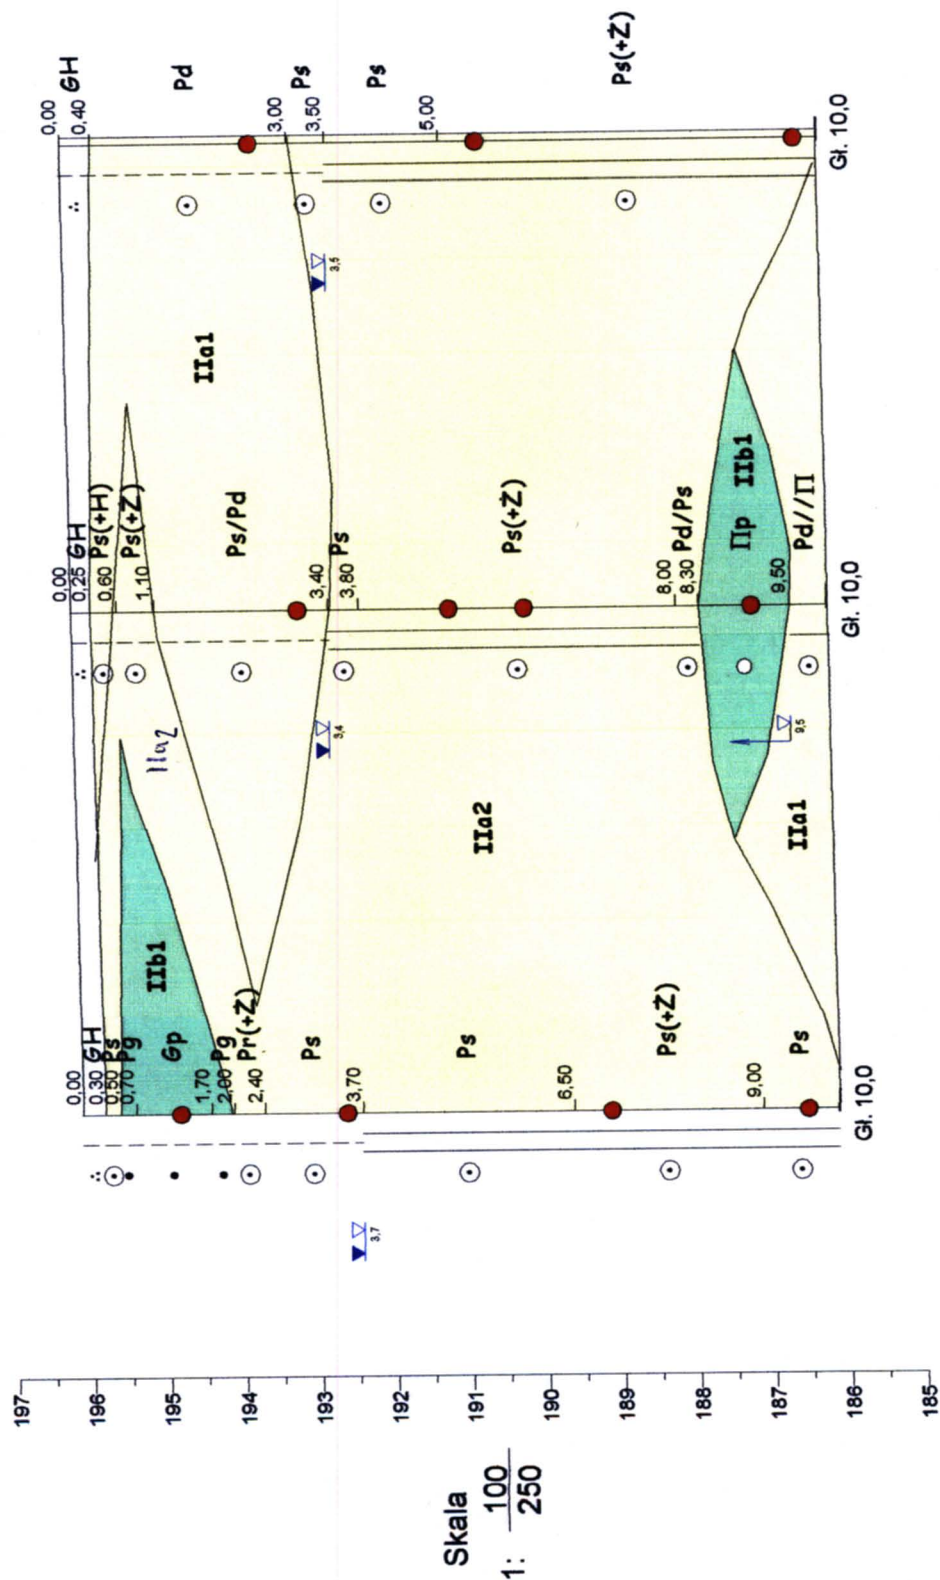 0,00
0,40 GH
Pd
3,00
Ps
3,50
Ps
5,00
Ps(+Ż)
Gł. 10,0
3,5
IIa1
0,00
0,25 GH
Ps(+H)
0,60
Ps(+Ż)
1,10
Ps/Pd
3,40
Ps
3,80
Ps(+Ż)
8,00
8,30 Pd/Ps
Πp
IIb1
9,50
Pd//Π
Gł. 10,0
IIa2
3,4
9,5
IIa2
IIa1
IIb1
0,00
0,30 GH
0,50 Ps
0,70 Pg
Gp
1,70
2,00 Pg
2,40 Pr(+Ż)
Ps
3,70
Ps
6,50
Ps(+Ż)
9,00
Ps
Gł. 10,0
3,7
197
196
195
194
193
192
191
190
189
188
187
186
185
Skala
1: 100
250